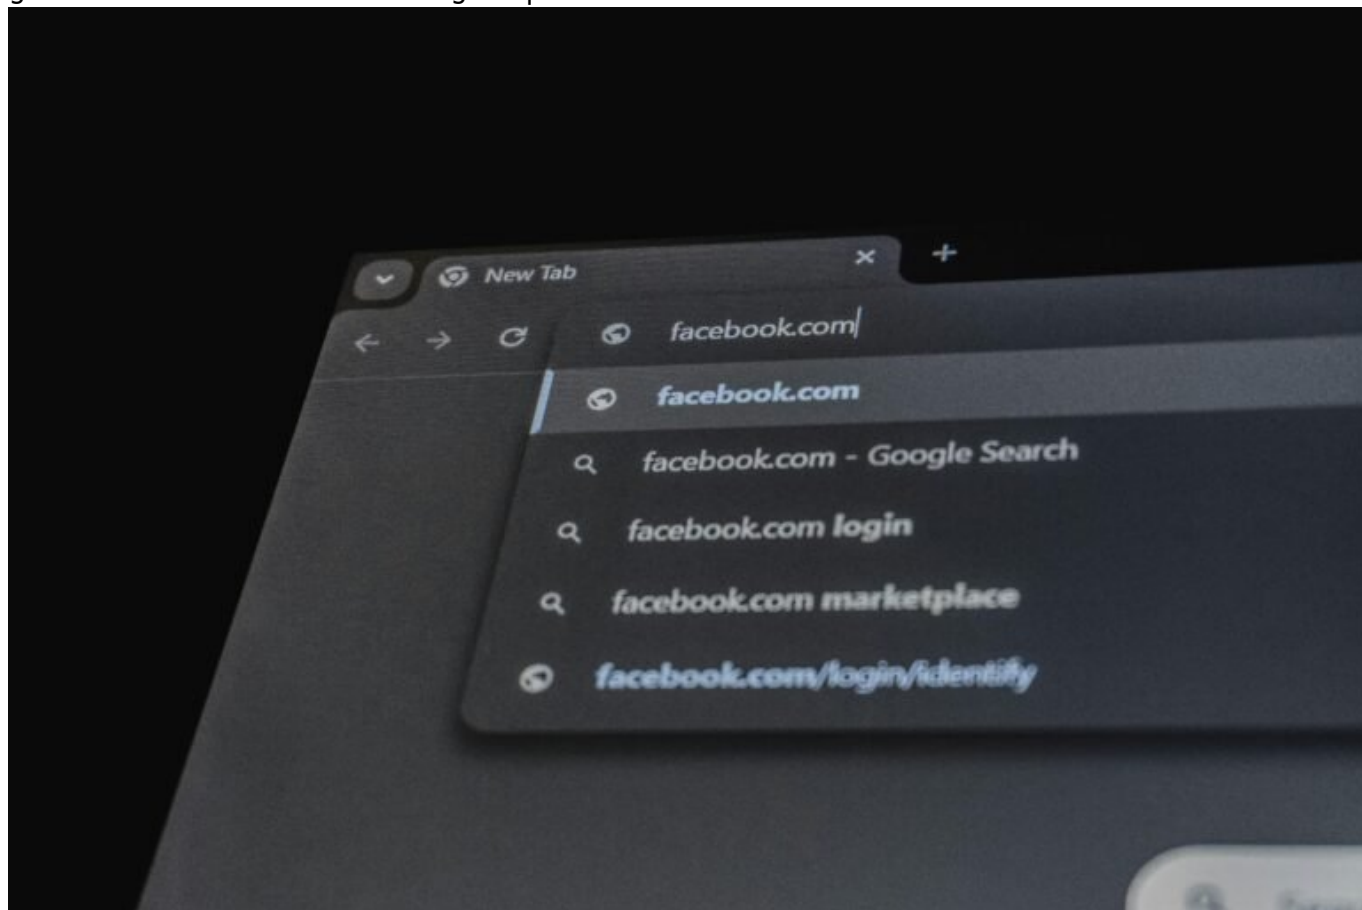 New Tab
facebook.com
facebook.com
facebook.com - Google Search
facebook.com login
facebook.com marketplace
facebook.com/login/identify